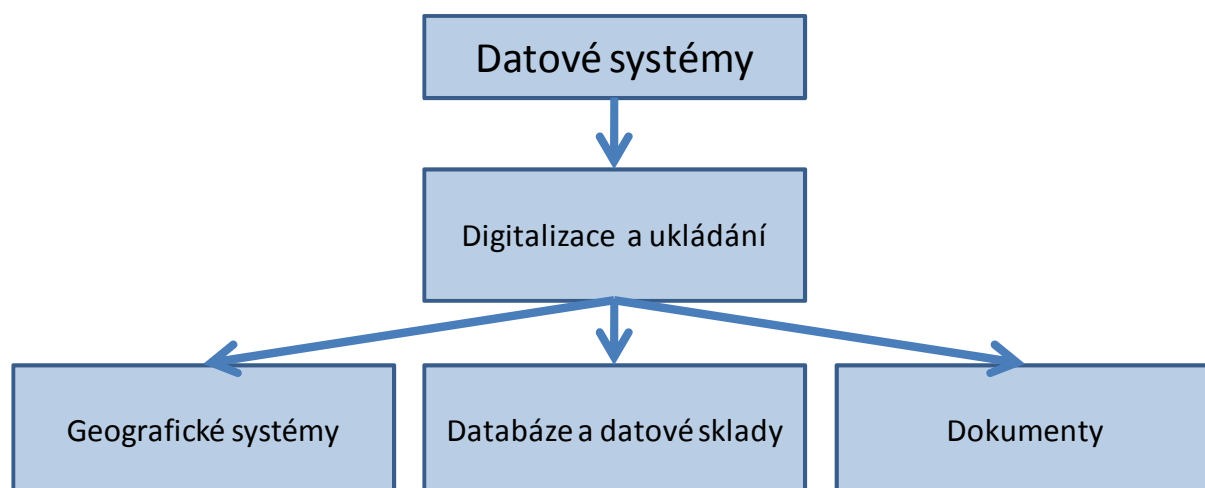 Datové systémy
Digitalizace a ukládání
Geografické systémy
Databáze a datové sklady
Dokumenty